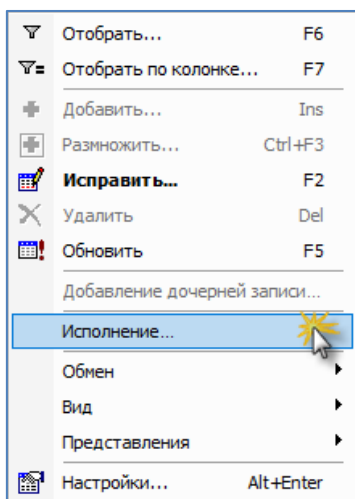 Отобрать... F6
Отобрать по колонке... F7
Добавить... Ins
Размножить... Ctrl+F3
Исправить... F2
Удалить Del
Обновить F5
Добавление дочерней записи...
Исполнение...
Обмен
Вид
Представления
Настройки... Alt+Enter